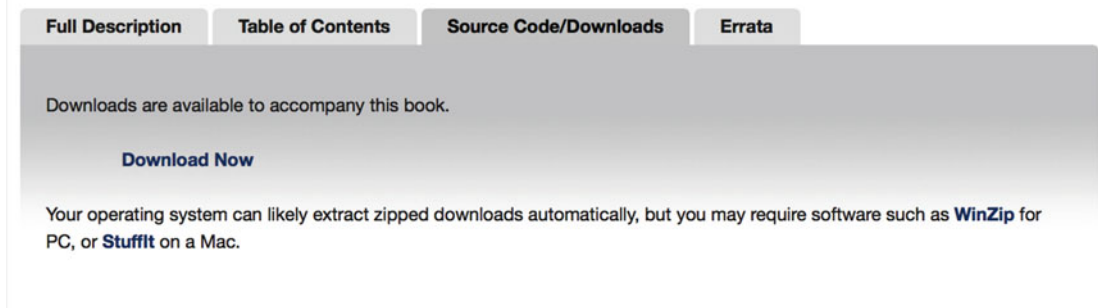 Full Description
Table of Contents
Source Code/Downloads
Errata
Downloads are available to accompany this book.
Download Now
Your operating system can likely extract zipped downloads automatically, but you may require software such as WinZip for
PC, or StuffIt on a Mac.